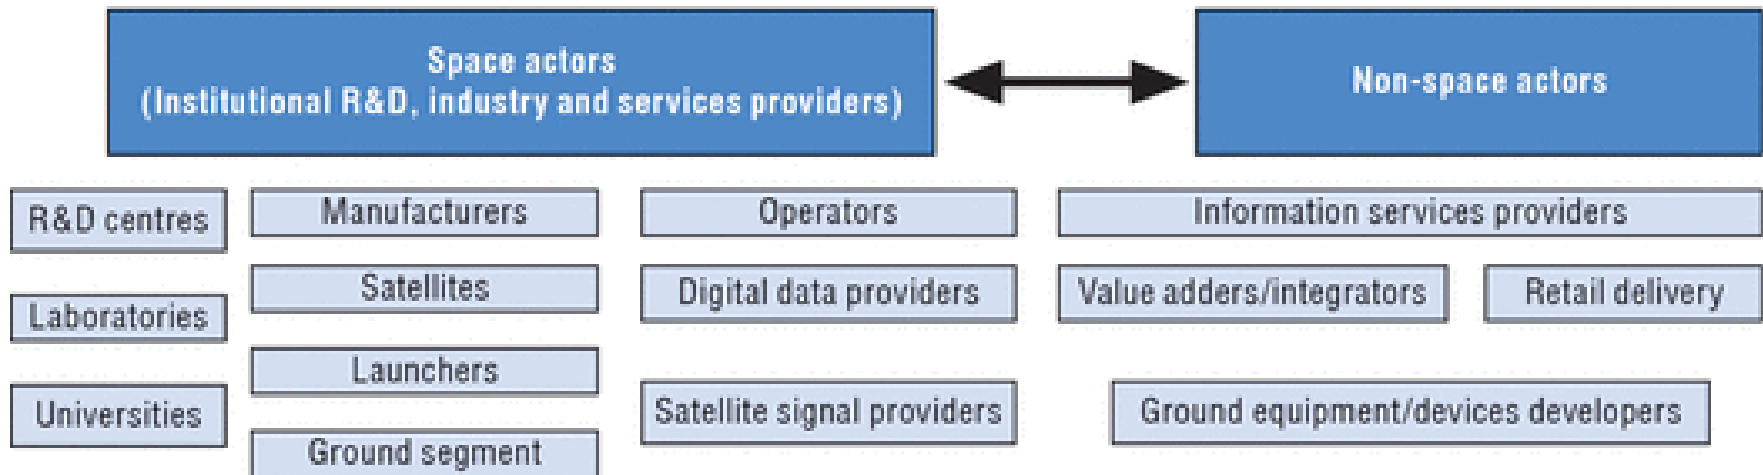 Space actors
(Institutional R&D, industry and services providers)
Non-space actors
R&D centres
Laboratories
Universities
Manufacturers
Satellites
Launchers
Ground segment
Operators
Digital data providers
Satellite signal providers
Information services providers
Value adders/integrators
Retail delivery
Ground equipment/devices developers